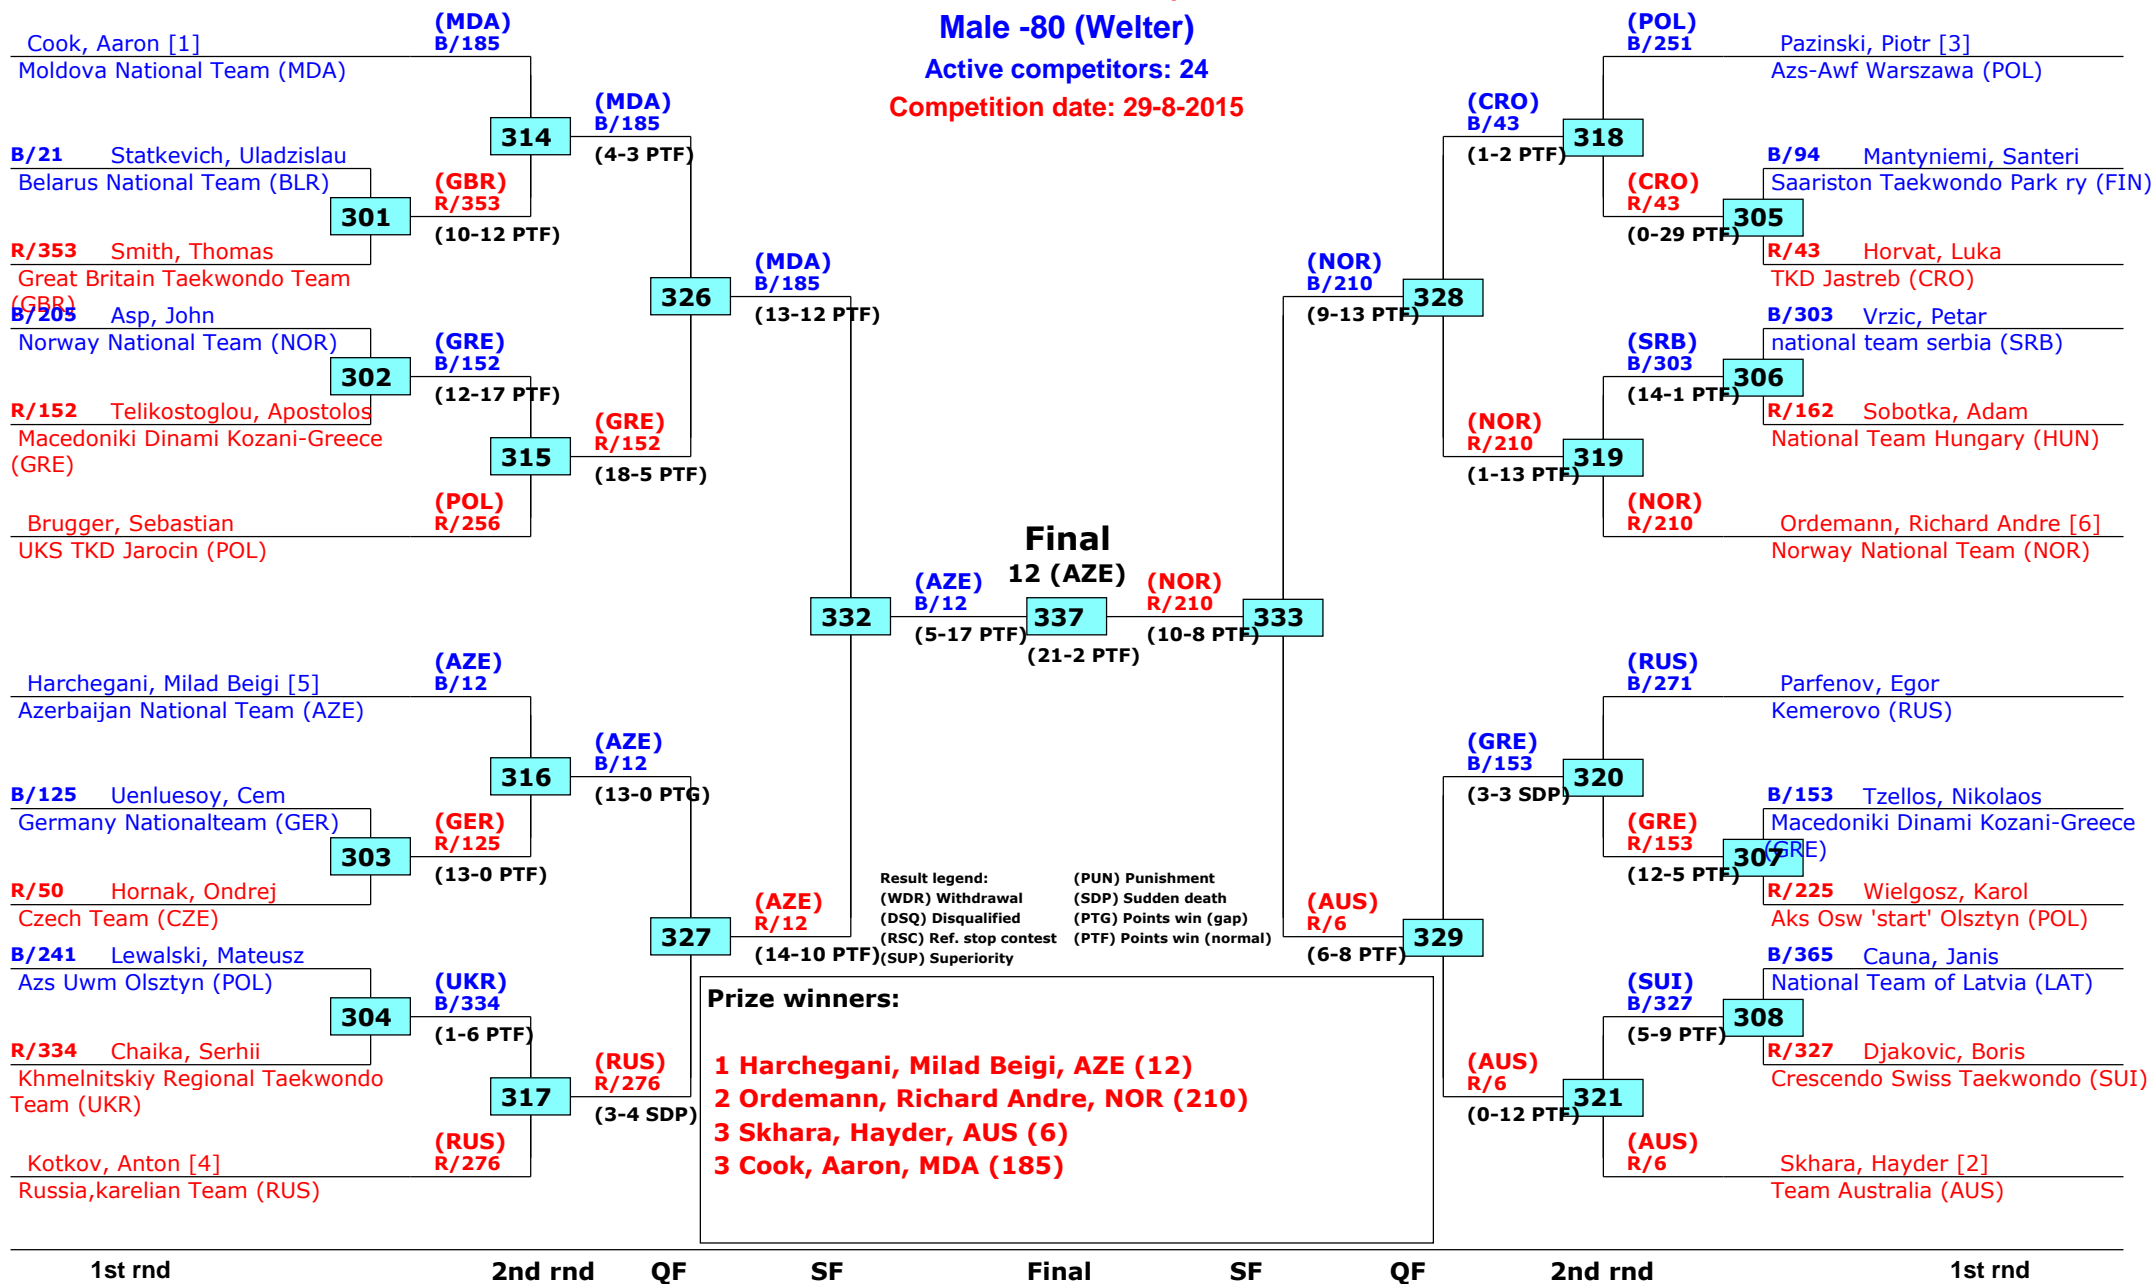 Male -80 (Welter)
Active competitors: 24
Competition date: 29-8-2015
Cook, Aaron [1]
Moldova National Team (MDA)
(MDA)
B/185
B/21 Statkevich, Uladzislau
Belarus National Team (BLR)
301
R/353 Smith, Thomas
Great Britain Taekwondo Team
(GBR)
(GBR)
R/353
(10-12 PTF)
314
(MDA)
B/185
(4-3 PTF)
B/205 Asp, John
Norway National Team (NOR)
302
R/152 Telikostoglou, Apostolos
Macedoniki Dinami Kozani-Greece
(GRE)
(GRE)
B/152
(12-17 PTF)
315
(GRE)
R/152
(18-5 PTF)
(POL)
R/256
Brugger, Sebastian
UKS TKD Jarocin (POL)
326
(MDA)
B/185
(13-12 PTF)
Harchegani, Milad Beigi [5]
Azerbaijan National Team (AZE)
(AZE)
B/12
B/125 Uenluesoy, Cem
Germany Nationalteam (GER)
303
R/50 Hornak, Ondrej
Czech Team (CZE)
(GER)
R/125
(13-0 PTF)
316
(AZE)
B/12
(13-0 PTG)
B/241 Lewalski, Mateusz
Azs Uwm Olsztyn (POL)
304
R/334 Chaika, Serhii
Khmelnitskiy Regional Taekwondo
Team (UKR)
(UKR)
B/334
(1-6 PTF)
317
(RUS)
R/276
(3-4 SDP)
(RUS)
R/276
Kotkov, Anton [4]
Russia,karelian Team (RUS)
327
(AZE)
R/12
(14-10 PTF)
332
(AZE)
B/12
(5-17 PTF)
Final
12 (AZE)
337
(21-2 PTF)
(NOR)
R/210
(10-8 PTF)
333
(POL)
B/251
Pazinski, Piotr [3]
Azs-Awf Warszawa (POL)
(CRO)
B/43
(1-2 PTF)
318
B/94 Mantyniemi, Santeri
Saariston Taekwondo Park ry (FIN)
(CRO)
R/43
(0-29 PTF)
305
R/43 Horvat, Luka
TKD Jastreb (CRO)
(NOR)
B/210
(9-13 PTF)
328
B/303 Vrzic, Petar
national team serbia (SRB)
(SRB)
B/303
(14-1 PTF)
306
R/162 Sobotka, Adam
National Team Hungary (HUN)
(NOR)
R/210
(1-13 PTF)
319
(NOR)
R/210
Ordemann, Richard Andre [6]
Norway National Team (NOR)
(RUS)
B/271
Parfenov, Egor
Kemerovo (RUS)
(GRE)
B/153
(3-3 SDP)
320
B/153 Tzellos, Nikolaos
Macedoniki Dinami Kozani-Greece
(GRE)
(GRE)
R/153
(12-5 PTF)
307
R/225 Wielgosz, Karol
Aks Osw 'start' Olsztyn (POL)
(AUS)
R/6
(6-8 PTF)
329
B/365 Cauna, Janis
National Team of Latvia (LAT)
(SUI)
B/327
(5-9 PTF)
308
R/327 Djakovic, Boris
Crescendo Swiss Taekwondo (SUI)
(AUS)
R/6
(0-12 PTF)
321
(AUS)
R/6
Skhara, Hayder [2]
Team Australia (AUS)
Result legend: (PUN) Punishment
(WDR) Withdrawal (SDP) Sudden death
(DSQ) Disqualified (PTG) Points win (gap)
(RSC) Ref. stop contest (PTF) Points win (normal)
(SUP) Superiority
Prize winners:
1 Harchegani, Milad Beigi, AZE (12)
2 Ordemann, Richard Andre, NOR (210)
3 Skhara, Hayder, AUS (6)
3 Cook, Aaron, MDA (185)
1st rnd 2nd rnd QF SF Final SF QF 2nd rnd 1st rnd